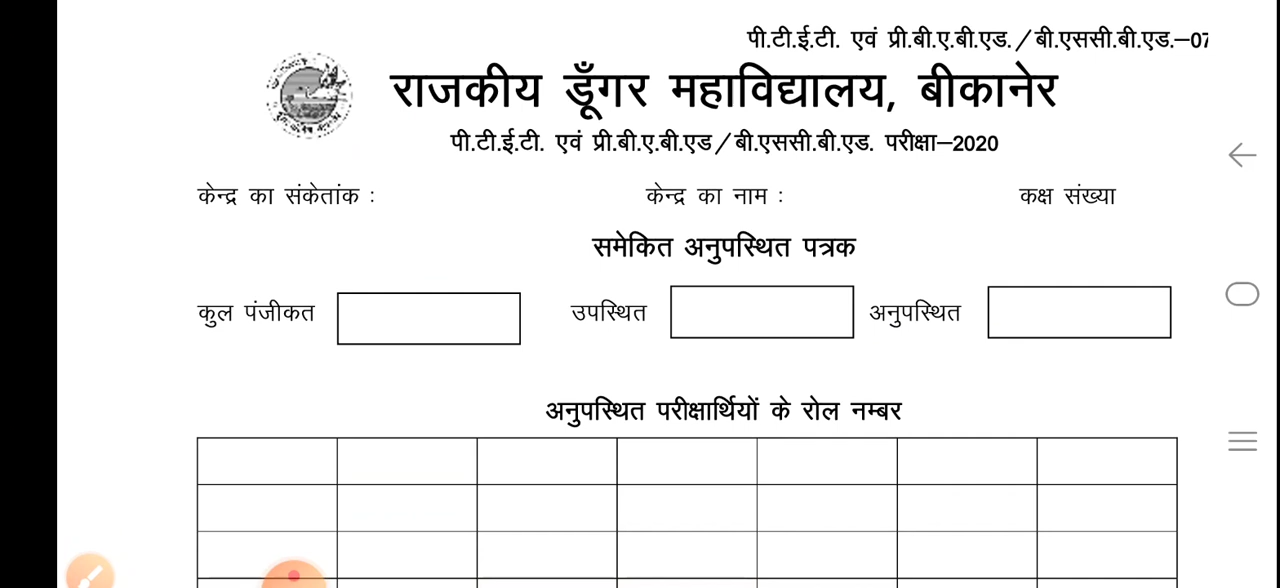 पी.टी.ई.टी. एवं प्री.बी.ए.बी.एड./बी.एससी.बी.एड.–07
राजकीय डूँगर महाविद्यालय, बीकानेर
पी.टी.ई.टी. एवं प्री.बी.ए.बी.एड/बी.एससी.बी.एड. परीक्षा–2020
केन्द्र का संकेतांक : केन्द्र का नाम : कक्ष संख्या
समेकित अनुपस्थित पत्रक
कुल पंजीकत उपस्थित अनुपस्थित
अनुपस्थित परीक्षार्थियों के रोल नम्बर